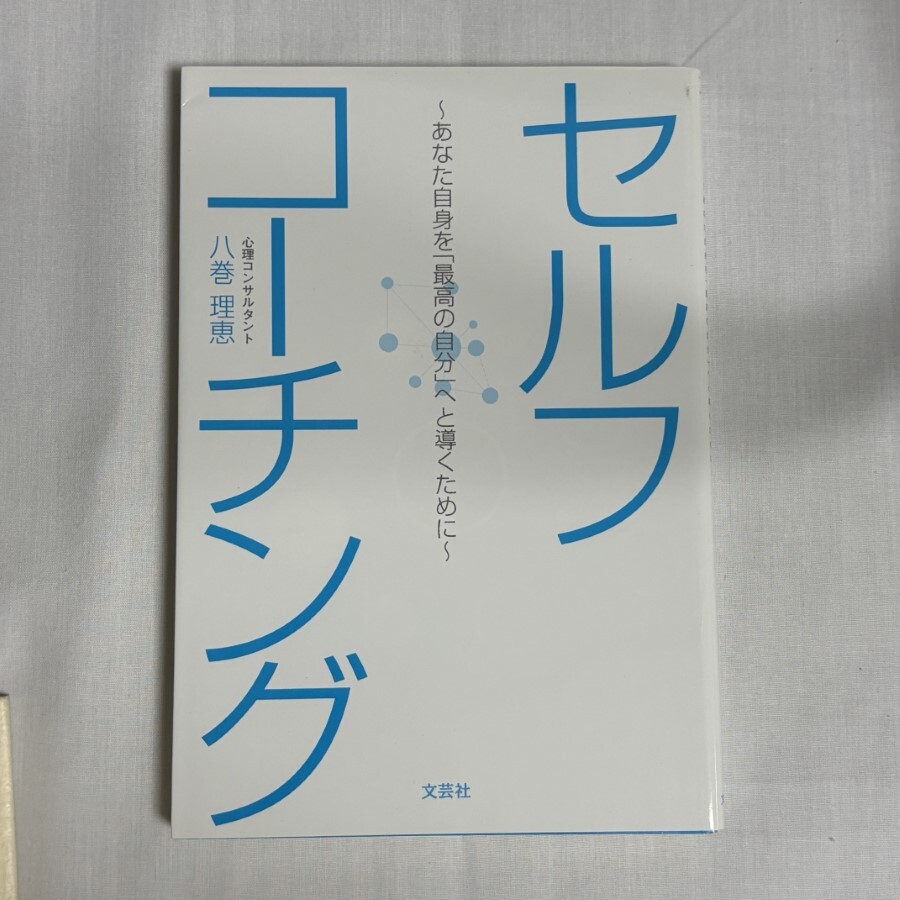 セルフ
コーチング
～あなた自身を「最高の自分」へと導くために～
心理コンサルタント
八巻 理恵
文芸社